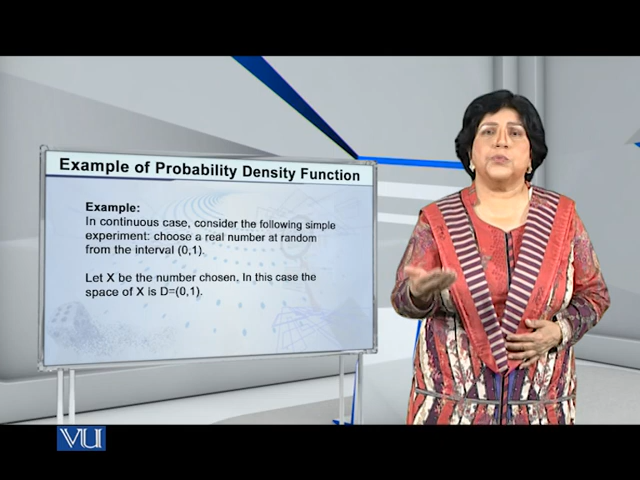 Example of Probability Density Function
Example:
In continuous case, consider the following simple
experiment: choose a real number at random
from the interval (0,1).
Let X be the number chosen. In this case the
space of X is D=(0,1).
VU